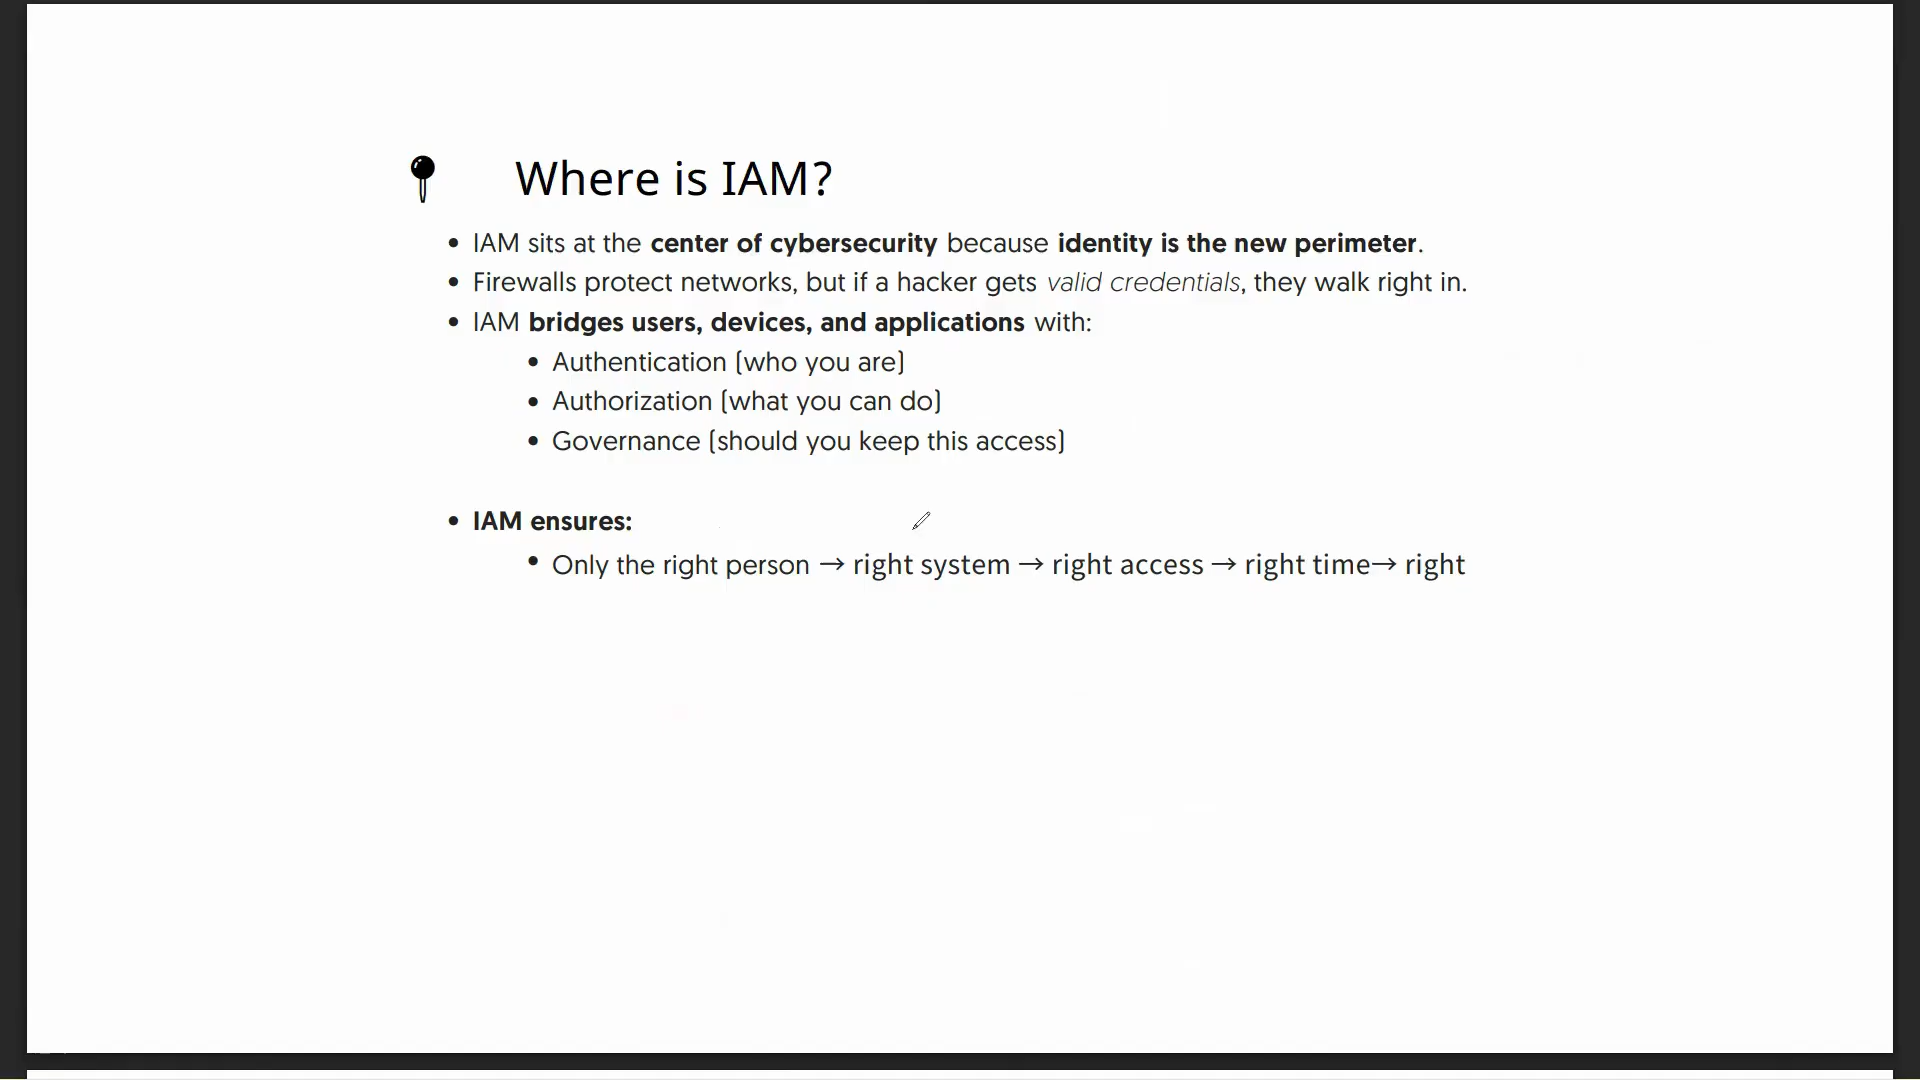 Where is IAM?
• IAM sits at the center of cybersecurity because identity is the new perimeter.
• Firewalls protect networks, but if a hacker gets valid credentials, they walk right in.
• IAM bridges users, devices, and applications with:
• Authentication (who you are)
• Authorization (what you can do)
• Governance (should you keep this access)
• IAM ensures:
• Only the right person → right system → right access → right time→ right